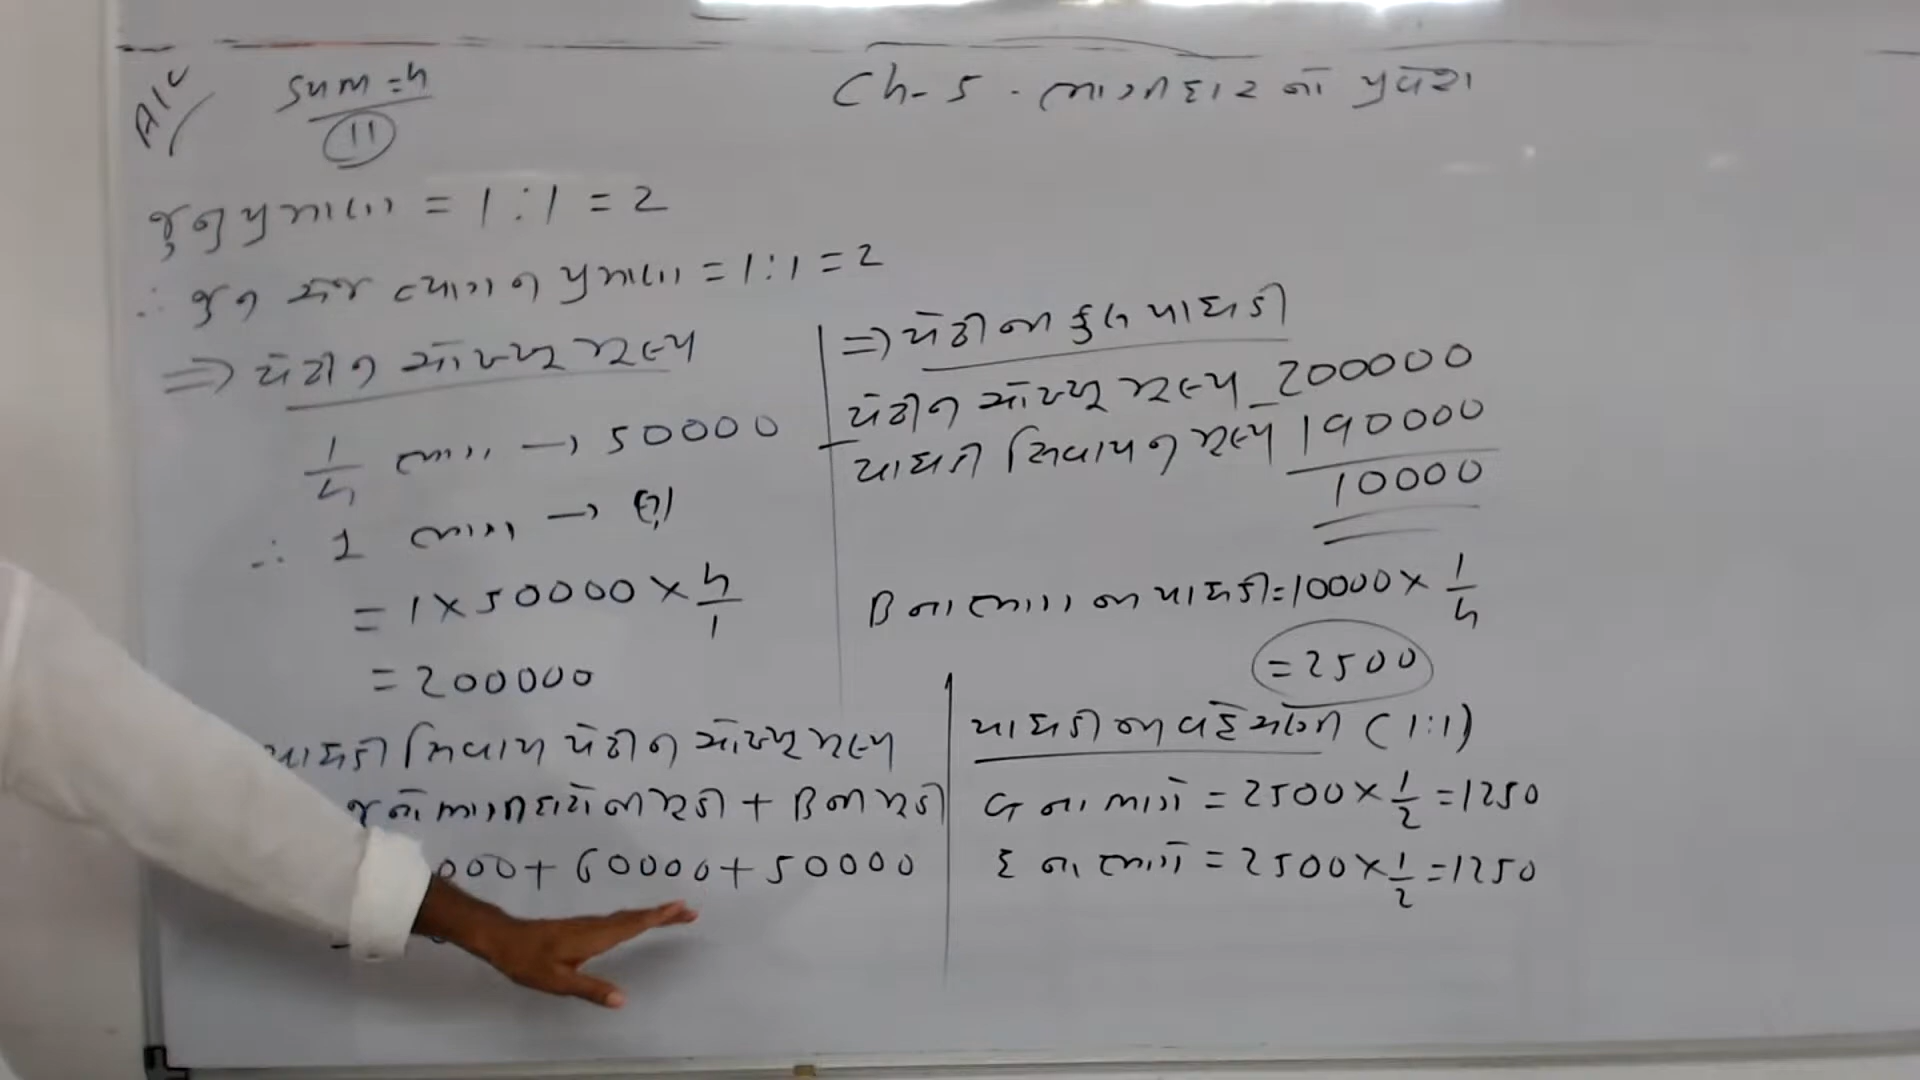 A/C
Sum = 4
11
Ch-5. ભાગીદારનો પ્રવેશ
જૂનું પ્રમાણ = 1:1 = 2
∴ જૂના ત્યાગનું પ્રમાણ = 1:1 = 2
⇒ પેઢીનું મૂલ્ય
1/4 ભાગ → 50000
∴ 1 ભાગ → (?)
= 1 × 50000 × 4/1
= 200000
પાઘડી સિવાય પેઢીનું મૂલ્ય
જૂના ભાગીદારોની મૂડી + B ની મૂડી
000 + 60000 + 50000
⇒ પેઢીની કુલ પાઘડી
પેઢીનું મૂલ્ય 200000
પાઘડી સિવાયનું મૂલ્ય 190000
10000
B ના ભાગની પાઘડી = 10000 × 1/4
= 2500
પાઘડીની વહેંચણી (1:1)
G ના ભાગે = 2500 × 1/2 = 1250
ના ભાગે = 2500 × 1/2 = 1250